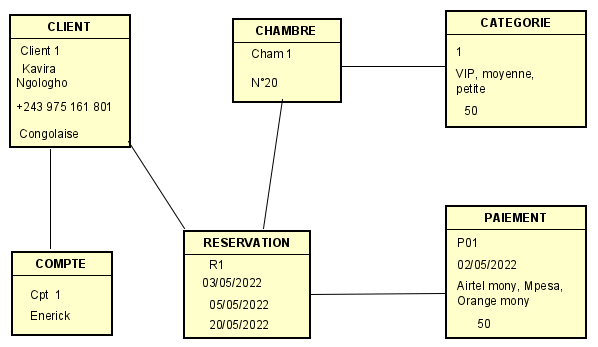 CLIENT
Client 1
Kavira
Ngologho
+243 975 161 801
Congolaise
CHAMBRE
Cham 1
N°20
CATEGORIE
1
VIP, moyenne,
petite
50
COMPTE
Cpt 1
Enerick
RESERVATION
R1
03/05/2022
05/05/2022
20/05/2022
PAIEMENT
P01
02/05/2022
Airtel mony, Mpesa,
Orange mony
50